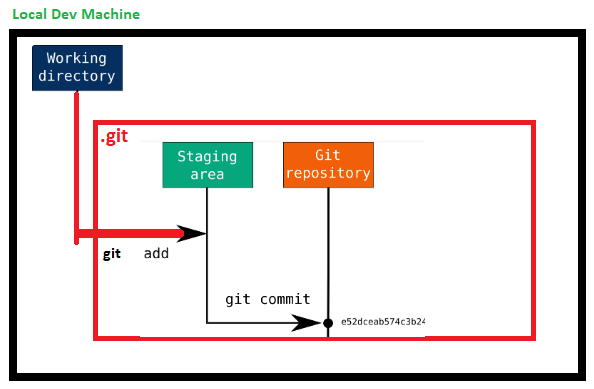 Local Dev Machine
Working
directory
.git
Staging
area
Git
repository
git add
git commit
e52dceab574c3b24